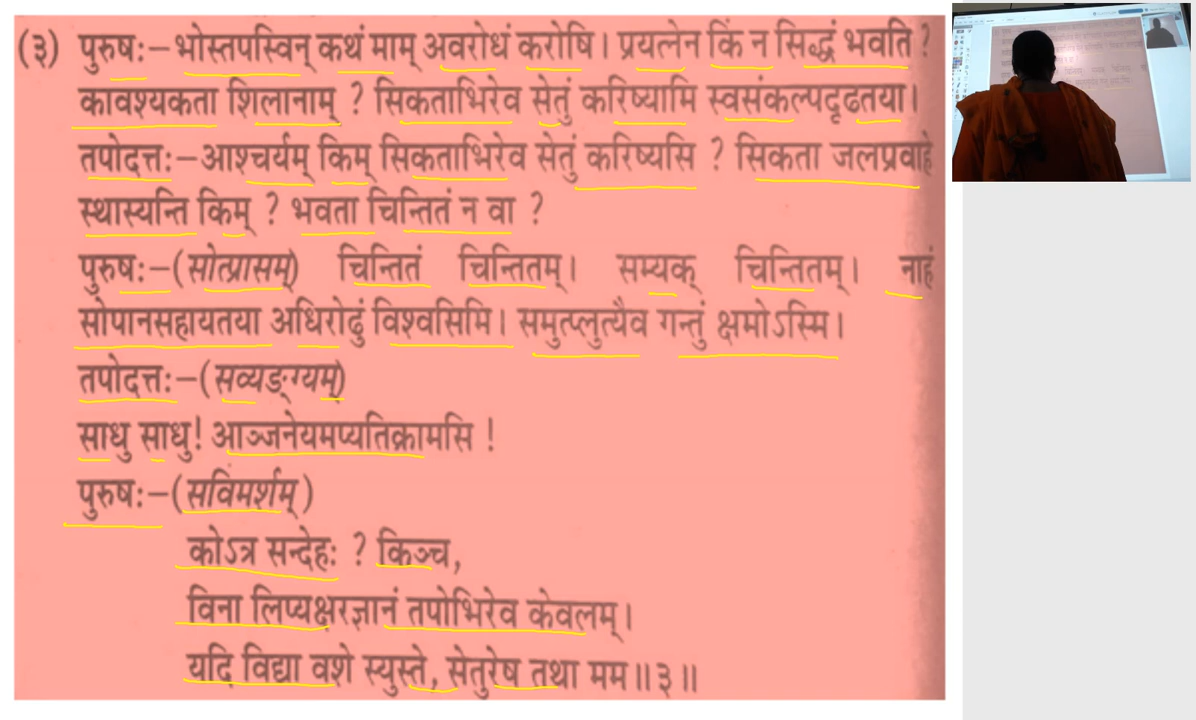 (३) पुरुषः—भोस्तपस्विन् कथं माम् अवरोधं करोषि। प्रयत्नेन किं न सिद्धं भवति ?
कावश्यकता शिलानाम् ? सिकताभिरेव सेतुं करिष्यामि स्वसंकल्पदृढतया।
तपोदत्तः—आश्चर्यम् किम् सिकताभिरेव सेतुं करिष्यसि ? सिकता जलप्रवाहे
स्थास्यन्ति किम् ? भवता चिन्तितं न वा ?
पुरुषः—(सोत्प्रासम्) चिन्तितं चिन्तितम्। सम्यक् चिन्तितम्। नाहं
सोपानसहायतया अधिरोढुं विश्वसिमि। समुत्प्लुत्यैव गन्तुं क्षमोऽस्मि।
तपोदत्तः—(सव्यङ्ग्यम्)
साधु साधु! आञ्जनेयमप्यतिक्रामसि !
पुरुषः—(सविमर्शम्)
कोऽत्र सन्देहः ? किञ्च,
विना लिप्यक्षरज्ञानं तपोभिरेव केवलम्।
यदि विद्या वशे स्युस्ते, सेतुरेष तथा मम॥३॥